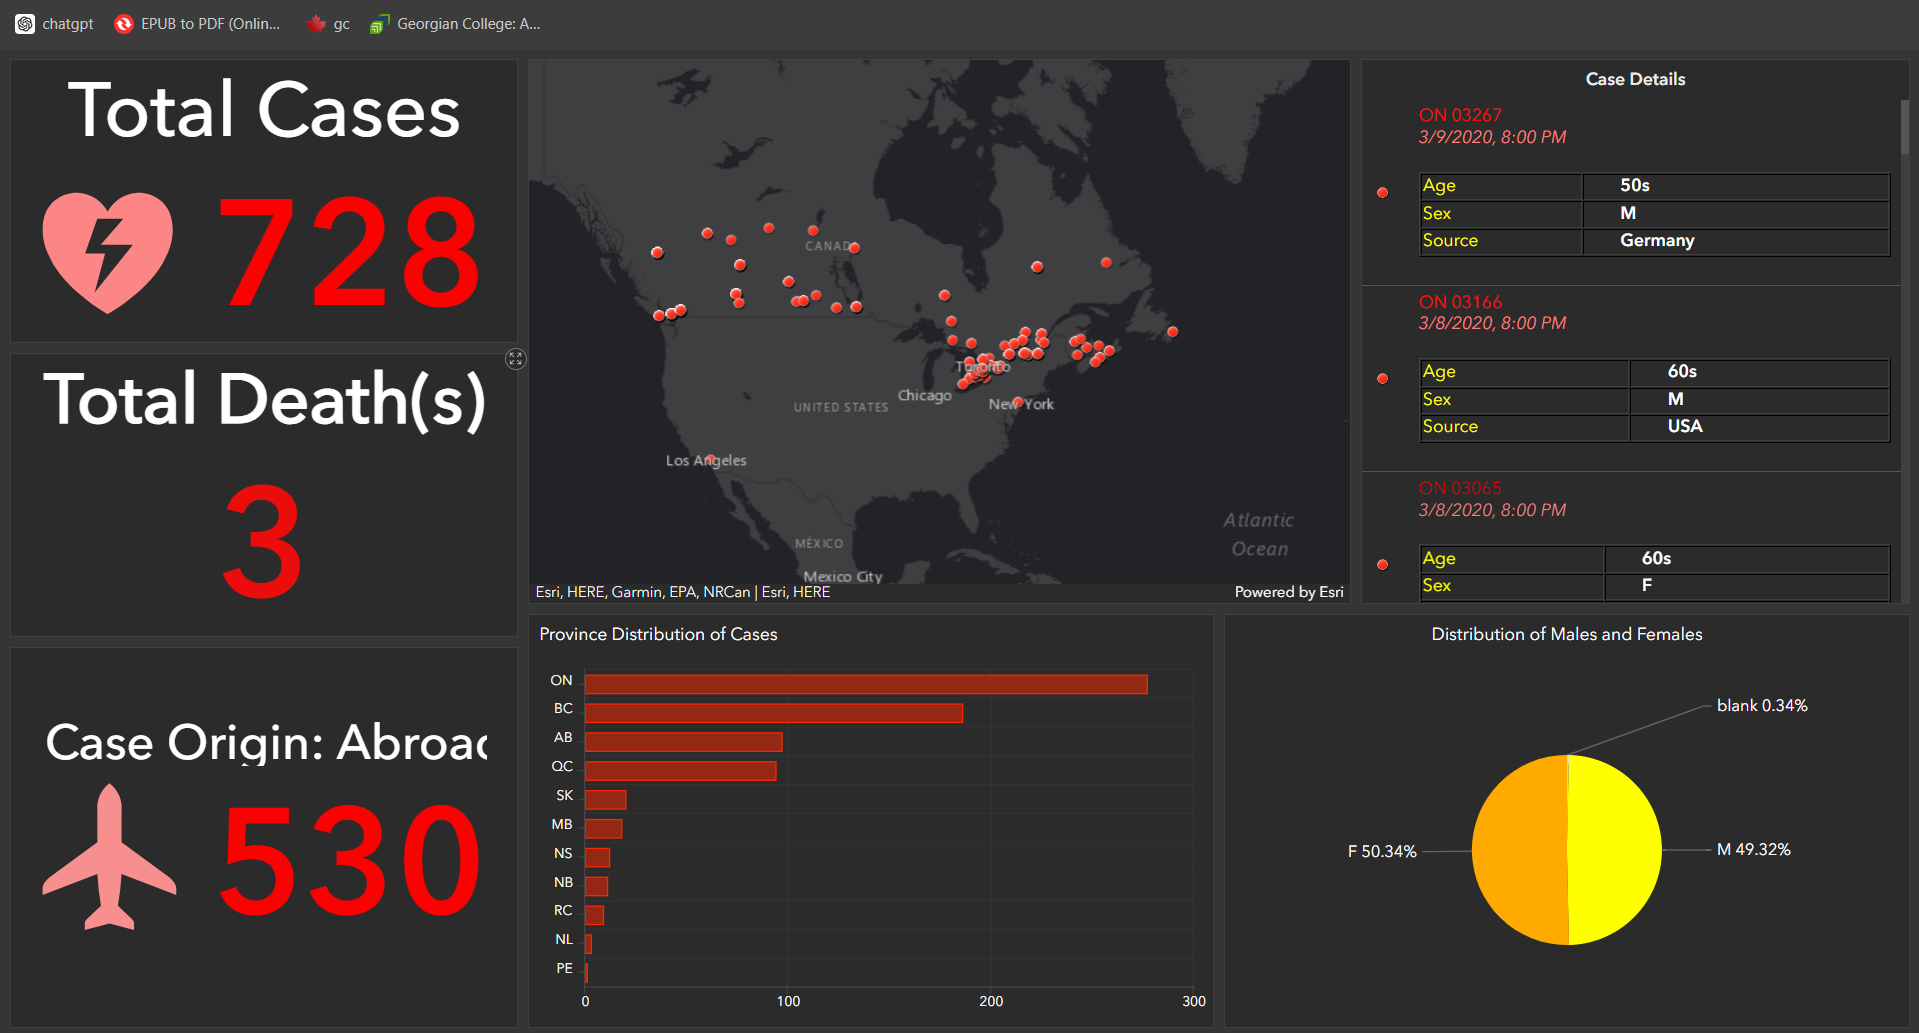 chatgpt
EPUB to PDF (Onlin...
gc
Georgian College: A...
Total Cases
728
Total Death(s)
3
Case Origin: Abroad
530
CANADA
Toronto
Chicago
New York
UNITED STATES
Los Angeles
Atlantic
Ocean
MÉXICO
Mexico City
Esri, HERE, Garmin, EPA, NRCan | Esri, HERE
Powered by Esri
Case Details
ON 03267
3/9/2020, 8:00 PM
Age 50s
Sex M
Source Germany
ON 03166
3/8/2020, 8:00 PM
Age 60s
Sex M
Source USA
ON 03065
3/8/2020, 8:00 PM
Age 60s
Sex F
Province Distribution of Cases
ON
BC
AB
QC
SK
MB
NS
NB
RC
NL
PE
0 100 200 300
Distribution of Males and Females
blank 0.34%
F 50.34%
M 49.32%